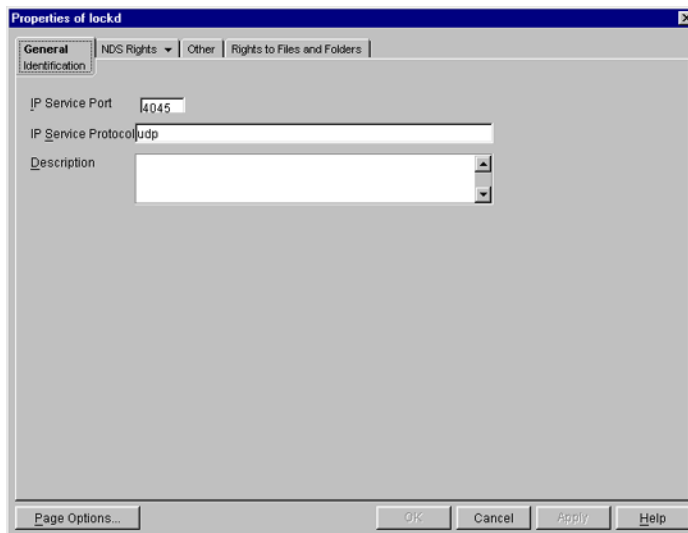 Properties of lockd
General NDS Rights Other Rights to Files and Folders
Identification
IP Service Port 4045
IP Service Protocol udp
Description
Page Options... OK Cancel Apply Help